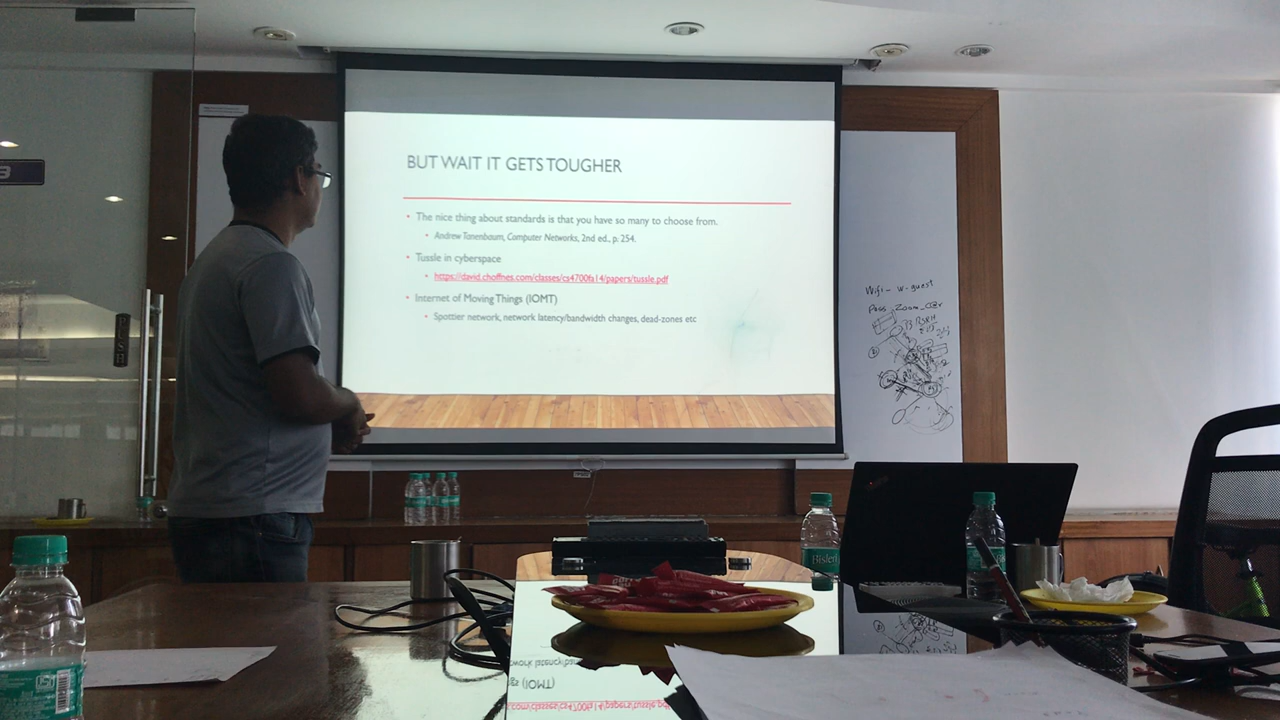 BUT WAIT IT GETS TOUGHER
• The nice thing about standards is that you have so many to choose from.
• Andrew Tanenbaum, Computer Networks, 2nd ed., p. 254.
• Tussle in cyberspace
• https://david.choffnes.com/classes/cs4700fa14/papers/tussle.pdf
• Internet of Moving Things (IOMT)
• Spottier network, network latency/bandwidth changes, dead-zones etc
Wifi - w-guest
Pass
PUSH
Bisleri